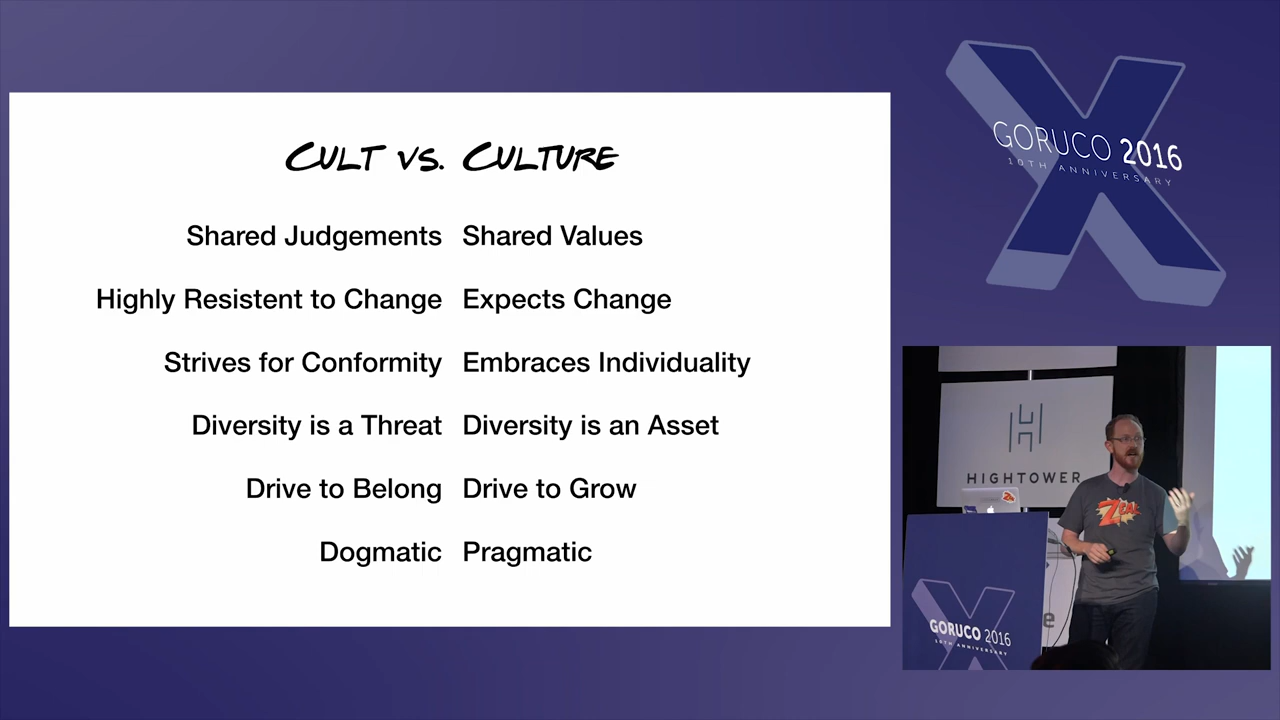 CULT VS. CULTURE
Shared Judgements Shared Values
Highly Resistent to Change Expects Change
Strives for Conformity Embraces Individuality
Diversity is a Threat Diversity is an Asset
Drive to Belong Drive to Grow
Dogmatic Pragmatic
GORUCO 2016
10TH ANNIVERSARY
HIGHTOWER
ZEAL
e
GORUCO 2016
10TH ANNIVERSARY